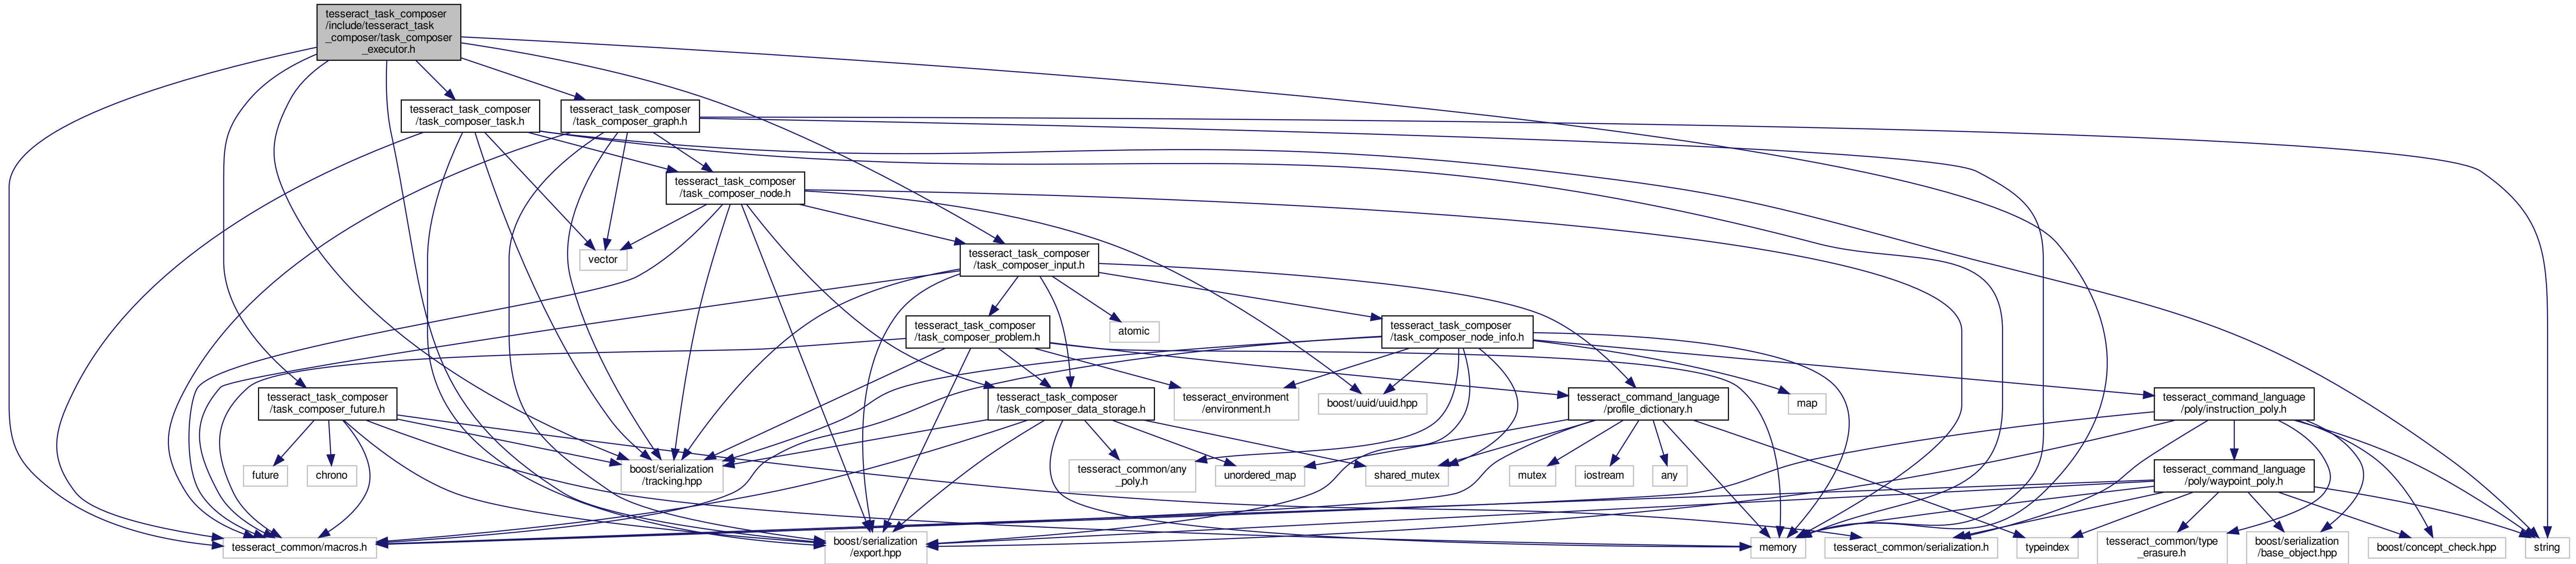 tesseract_task_composer
/include/tesseract_task
_composer/task_composer
_executor.h
tesseract_task_composer
/task_composer_task.h
tesseract_task_composer
/task_composer_graph.h
tesseract_task_composer
/task_composer_node.h
vector
tesseract_task_composer
/task_composer_input.h
atomic
tesseract_task_composer
/task_composer_problem.h
tesseract_task_composer
/task_composer_node_info.h
tesseract_task_composer
/task_composer_future.h
tesseract_task_composer
/task_composer_data_storage.h
tesseract_environment
/environment.h
boost/uuid/uuid.hpp
tesseract_command_language
/profile_dictionary.h
map
tesseract_command_language
/poly/instruction_poly.h
future
chrono
boost/serialization
/tracking.hpp
tesseract_common/any
_poly.h
unordered_map
shared_mutex
mutex
iostream
any
tesseract_command_language
/poly/waypoint_poly.h
tesseract_common/macros.h
boost/serialization
/export.hpp
memory
tesseract_common/serialization.h
typeindex
tesseract_common/type
_erasure.h
boost/serialization
/base_object.hpp
boost/concept_check.hpp
string